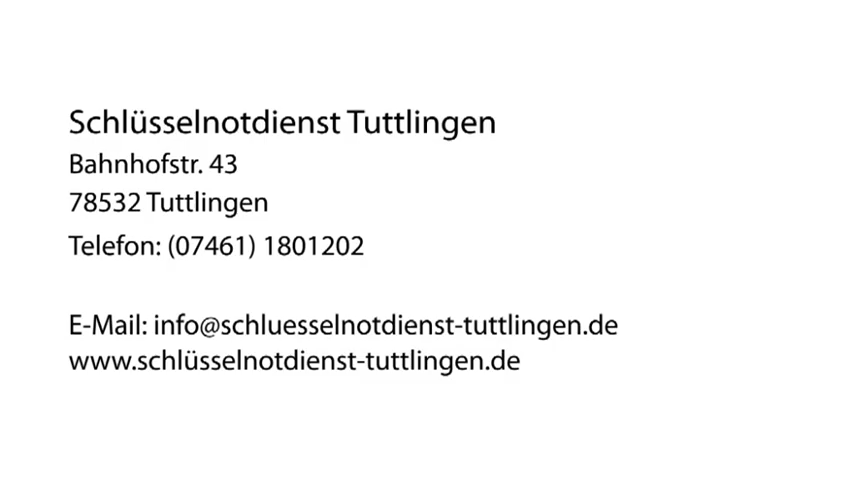 Schlüsselnotdienst Tuttlingen
Bahnhofstr. 43
78532 Tuttlingen
Telefon: (07461) 1801202
E-Mail: info@schluesselnotdienst-tuttlingen.de
www.schlüsselnotdienst-tuttlingen.de